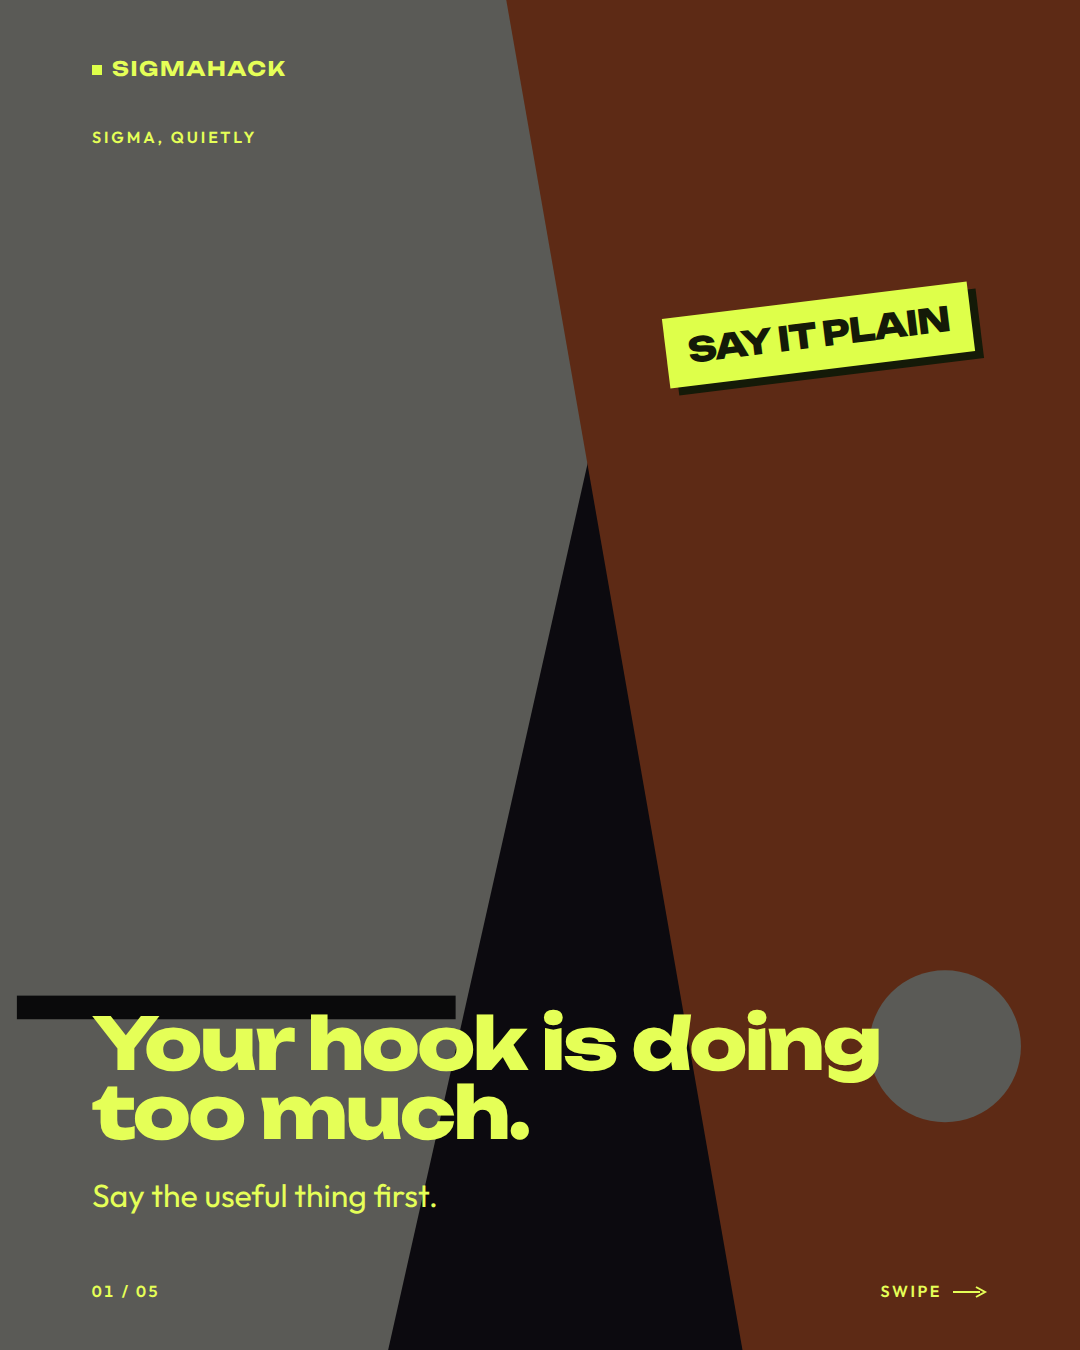 SIGMAHACK
SIGMA, QUIETLY
SAY IT PLAIN
Your hook is doing
too much.
Say the useful thing first.
01 / 05
SWIPE